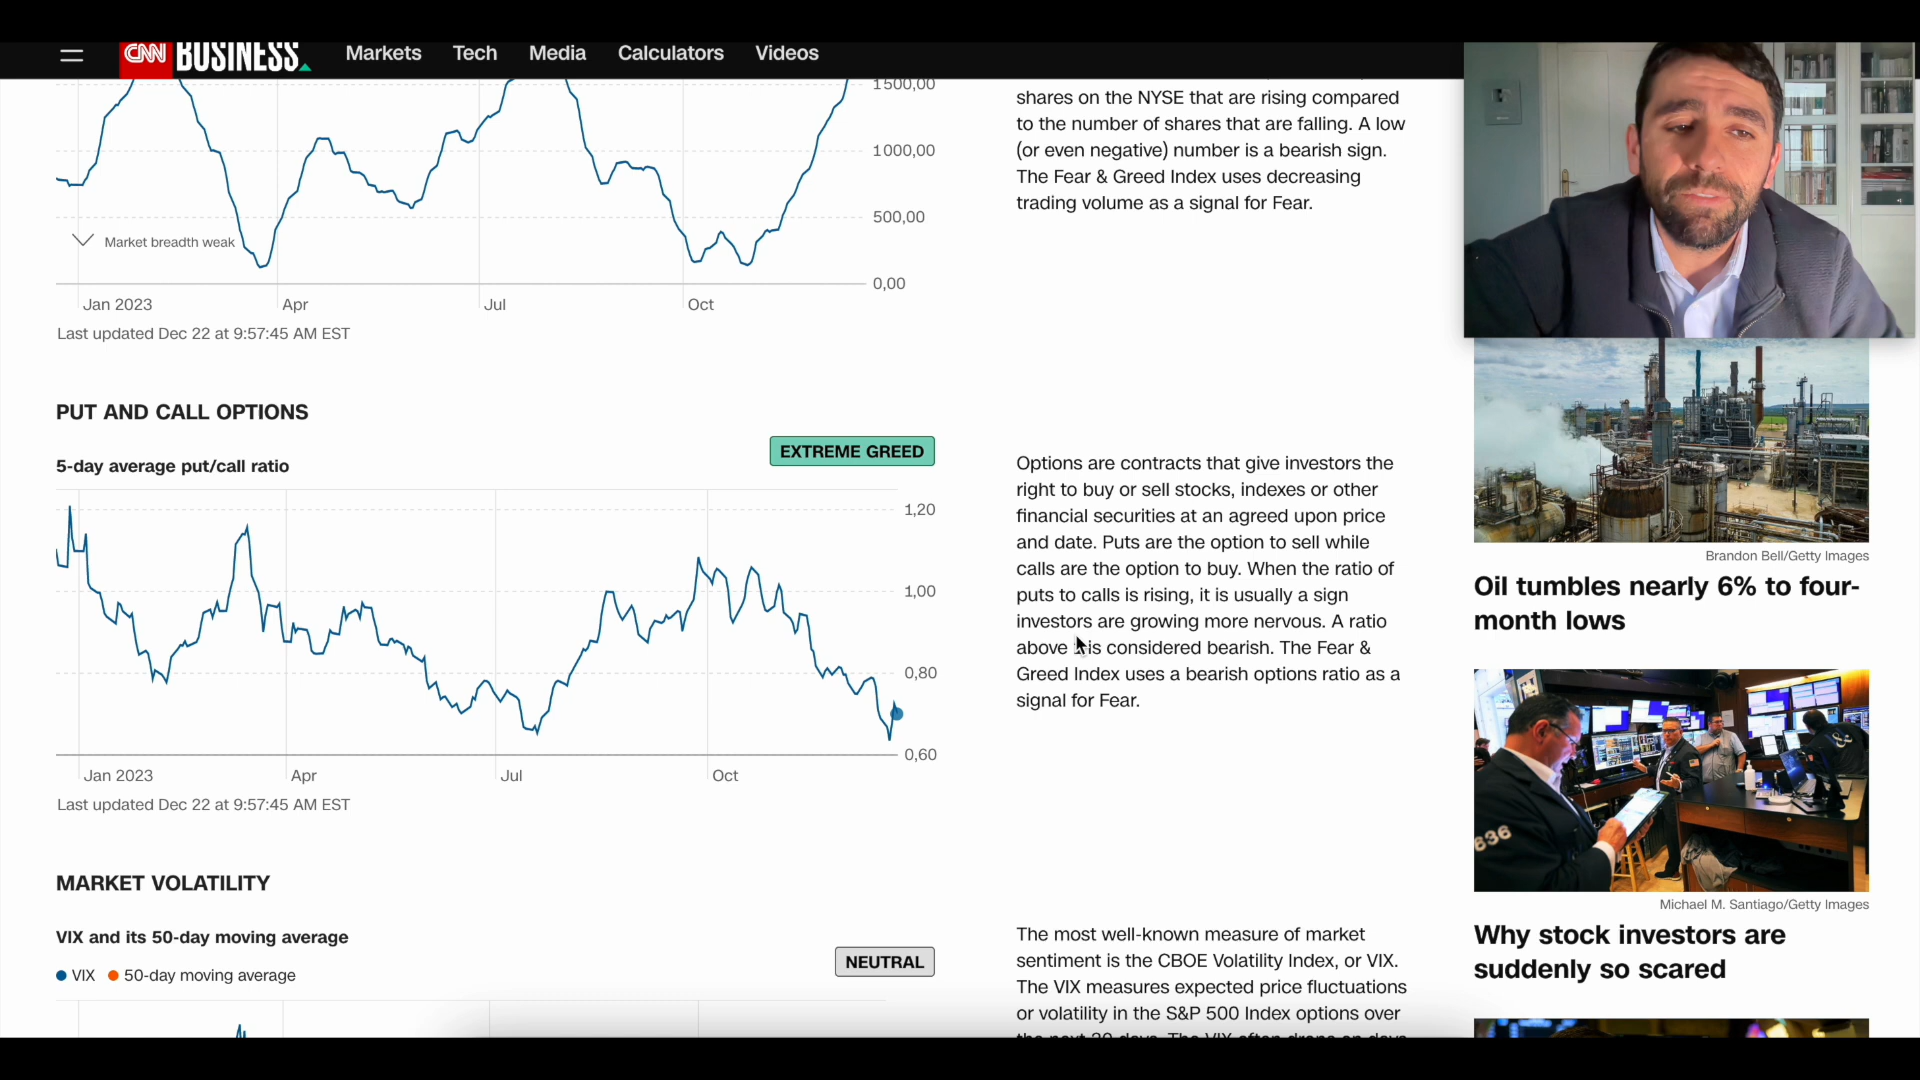 CNN BUSINESS Markets Tech Media Calculators Videos
1500,00
1000,00
500,00
0,00
Market breadth weak
Jan 2023 Apr Jul Oct
Last updated Dec 22 at 9:57:45 AM EST
shares on the NYSE that are rising compared
to the number of shares that are falling. A low
(or even negative) number is a bearish sign.
The Fear & Greed Index uses decreasing
trading volume as a signal for Fear.
PUT AND CALL OPTIONS
EXTREME GREED
5-day average put/call ratio
1,20
1,00
0,80
0,60
Jan 2023 Apr Jul Oct
Last updated Dec 22 at 9:57:45 AM EST
Options are contracts that give investors the
right to buy or sell stocks, indexes or other
financial securities at an agreed upon price
and date. Puts are the option to sell while
calls are the option to buy. When the ratio of
puts to calls is rising, it is usually a sign
investors are growing more nervous. A ratio
above is considered bearish. The Fear &
Greed Index uses a bearish options ratio as a
signal for Fear.
MARKET VOLATILITY
VIX and its 50-day moving average
NEUTRAL
VIX 50-day moving average
The most well-known measure of market
sentiment is the CBOE Volatility Index, or VIX.
The VIX measures expected price fluctuations
or volatility in the S&P 500 Index options over
the next 30 days. The VIX often drops on days
Brandon Bell/Getty Images
Oil tumbles nearly 6% to four-
month lows
636
Michael M. Santiago/Getty Images
Why stock investors are
suddenly so scared